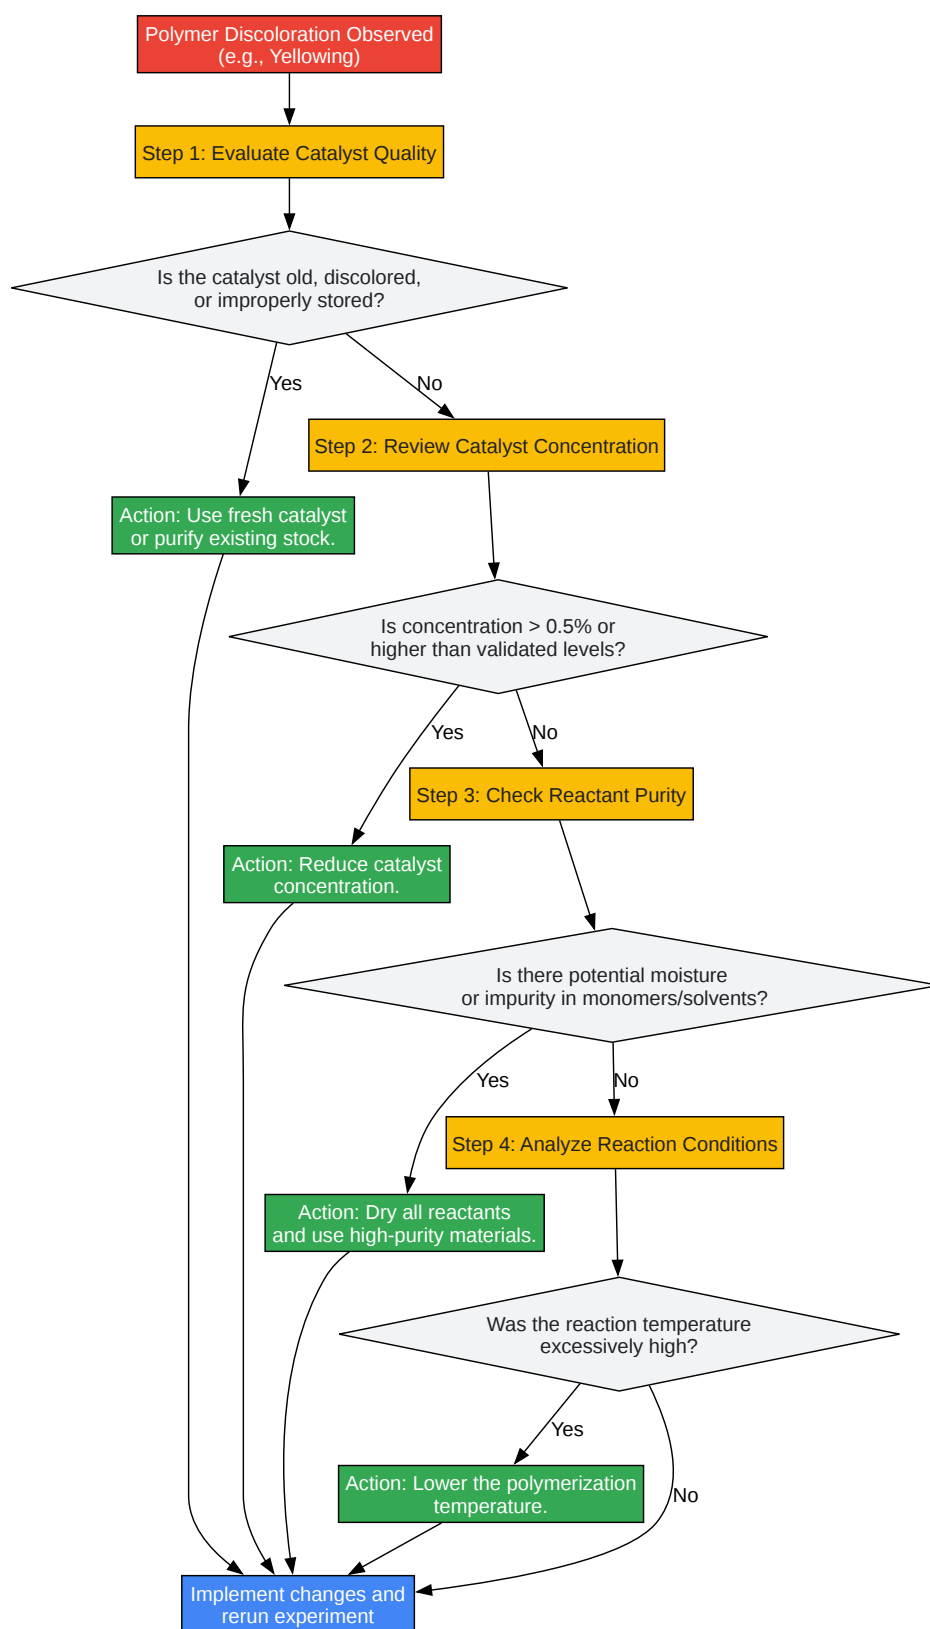 Polymer Discoloration Observed
(e.g., Yellowing)
Step 1: Evaluate Catalyst Quality
Is the catalyst old, discolored,
or improperly stored?
Yes
No
Step 2: Review Catalyst Concentration
Action: Use fresh catalyst
or purify existing stock.
Is concentration > 0.5% or
higher than validated levels?
Yes
No
Step 3: Check Reactant Purity
Action: Reduce catalyst
concentration.
Is there potential moisture
or impurity in monomers/solvents?
Yes
No
Step 4: Analyze Reaction Conditions
Action: Dry all reactants
and use high-purity materials.
Was the reaction temperature
excessively high?
Yes
Action: Lower the polymerization
temperature.
No
Implement changes and
rerun experiment